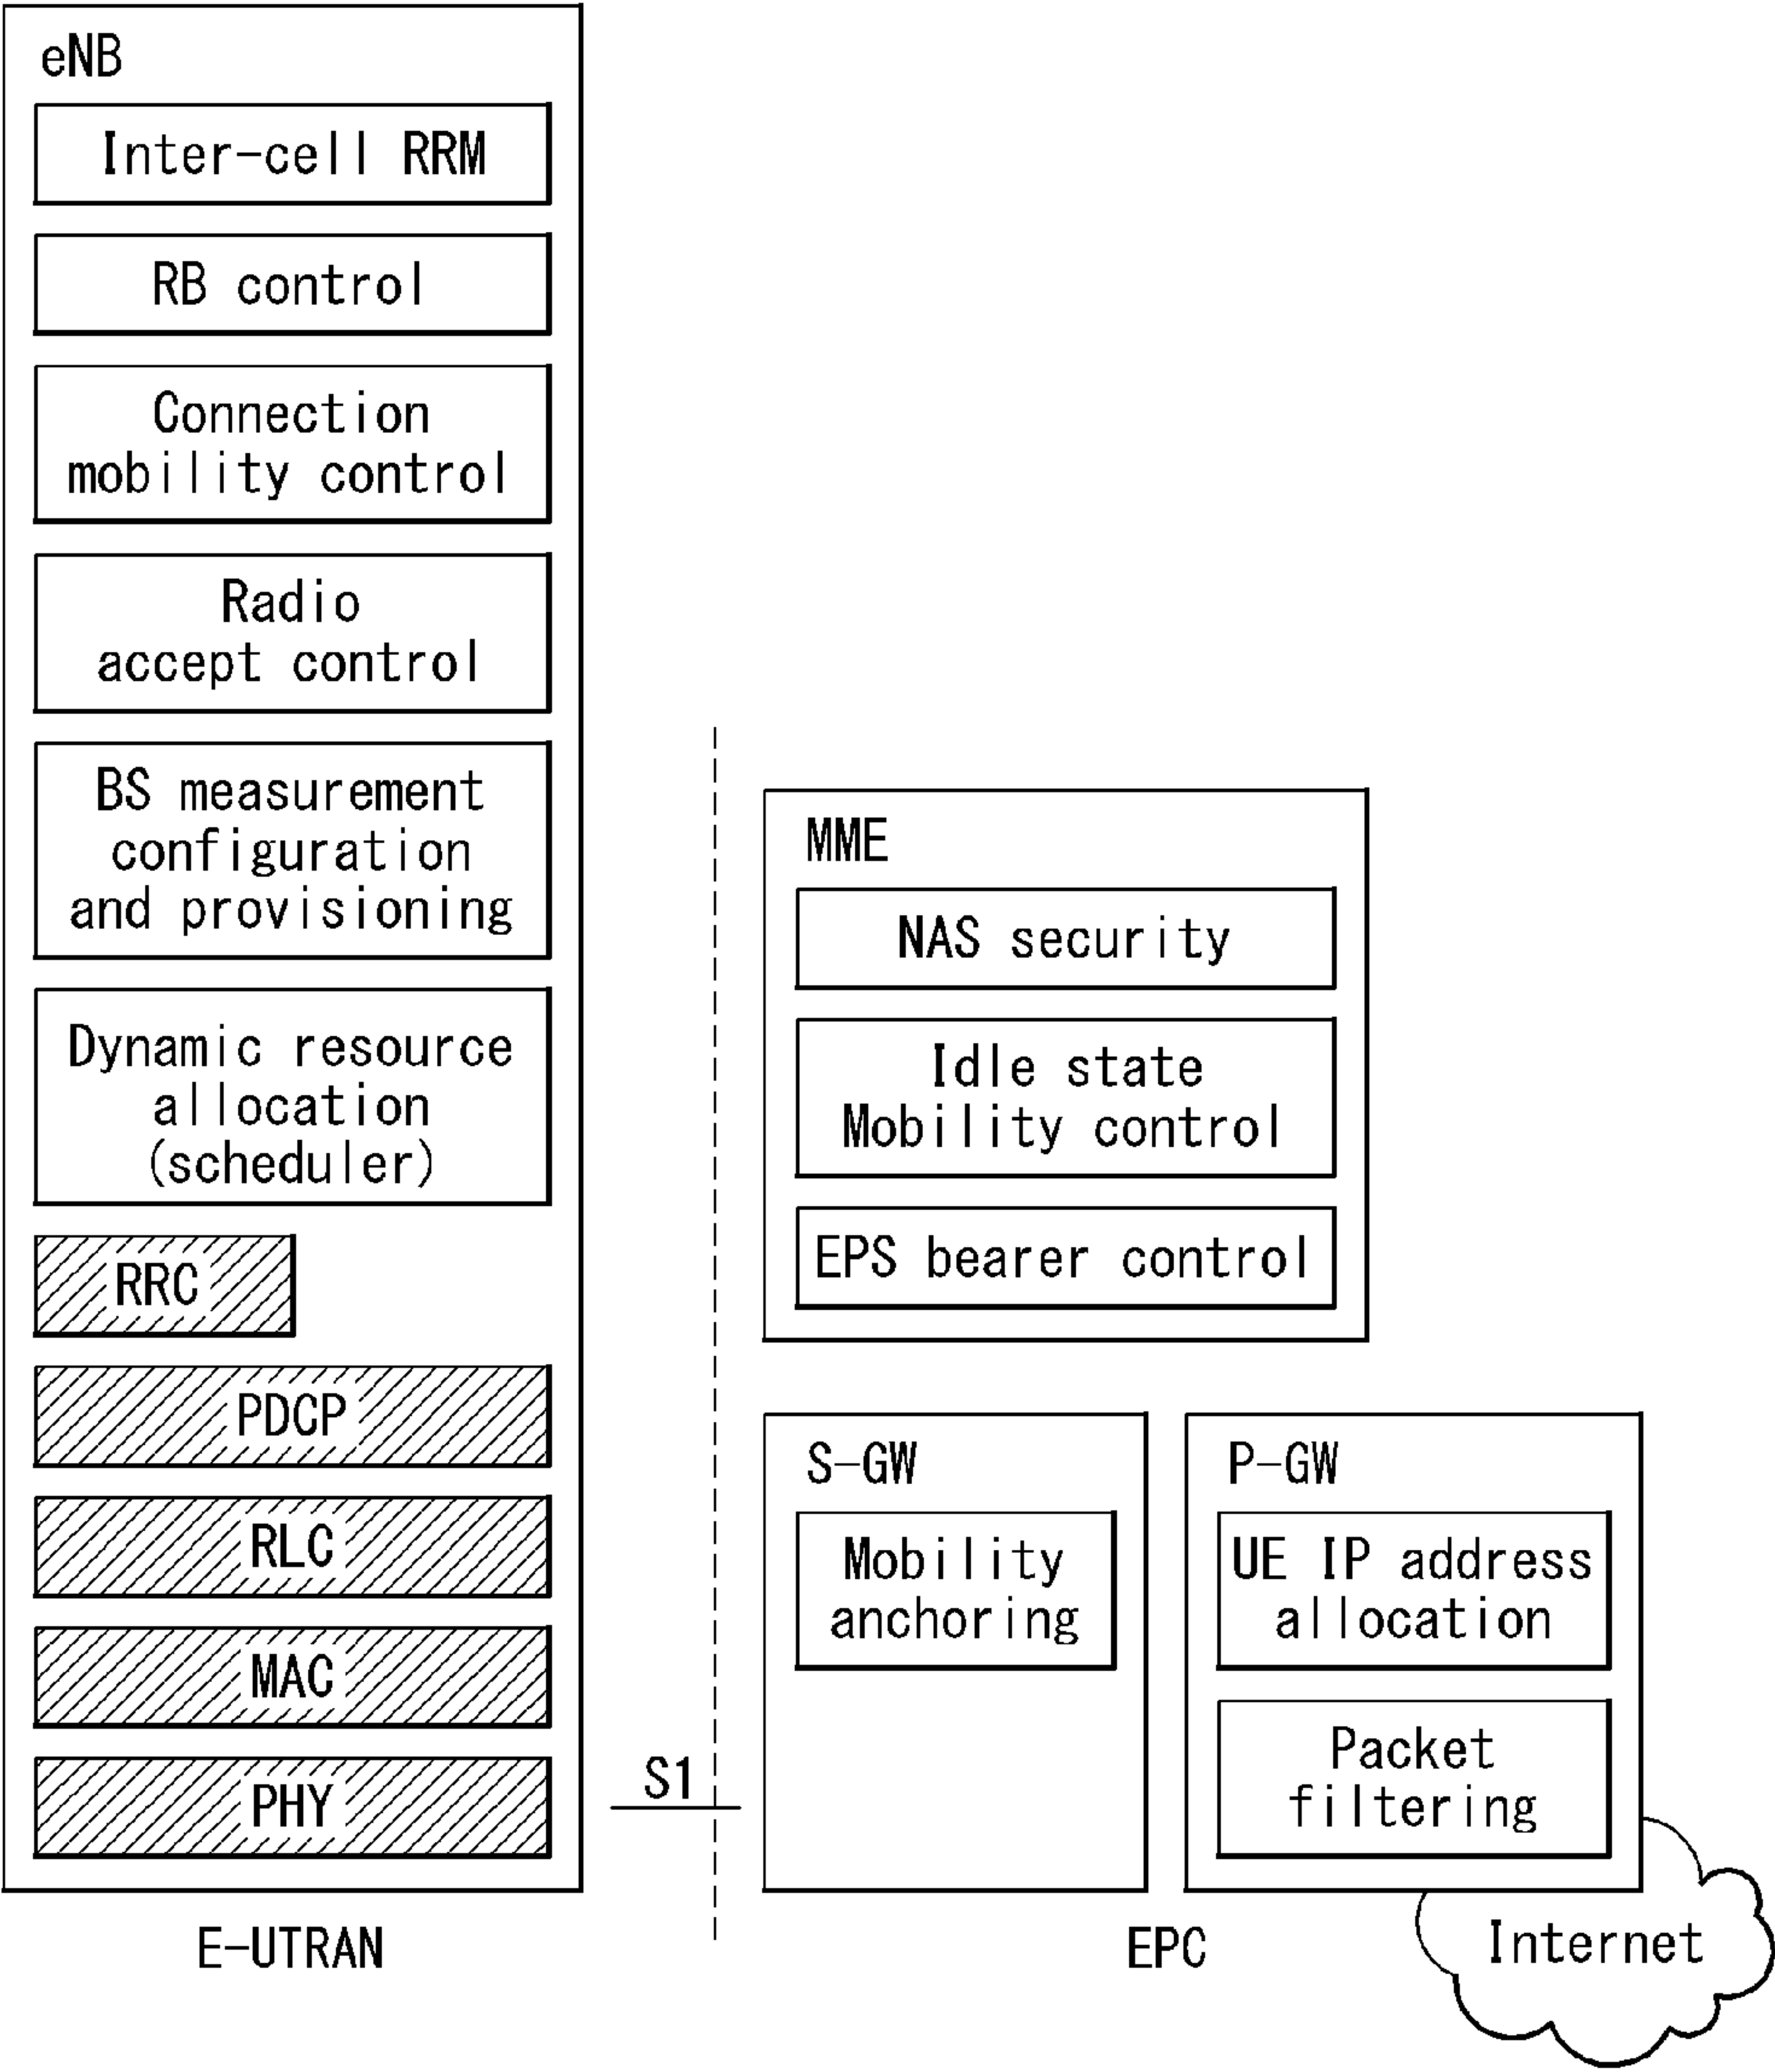 eNB
Inter-cell RRM
RB control
Connection
mobility control
Radio
accept control
BS measurement
configuration
and provisioning
Dynamic resource
allocation
(scheduler)
RRC
PDCP
RLC
MAC
PHY
E-UTRAN
S1
MME
NAS security
Idle state
Mobility control
EPS bearer control
S-GW
Mobility
anchoring
P-GW
UE IP address
allocation
Packet
filtering
EPC
Internet